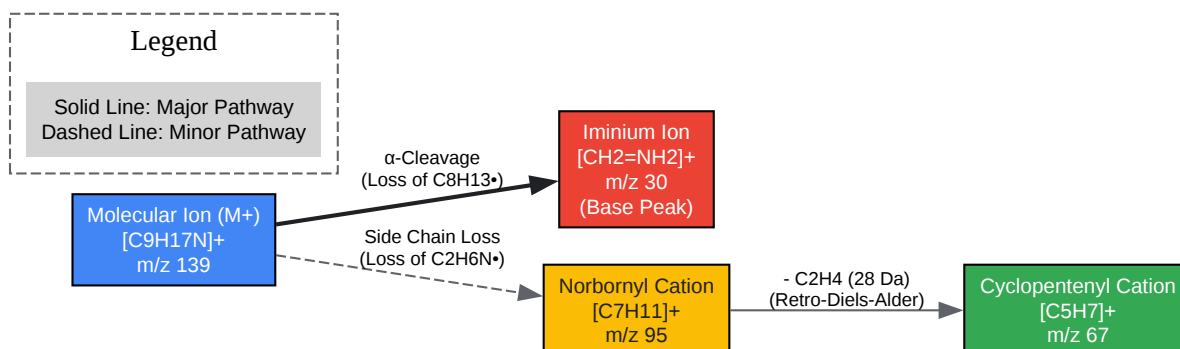 Legend
Solid Line: Major Pathway
Dashed Line: Minor Pathway
Molecular Ion (M+)
[C9H17N]+
m/z 139
α-Cleavage
(Loss of C8H13•)
Iminium Ion
[CH2=NH2]+
m/z 30
(Base Peak)
Side Chain Loss
(Loss of C2H6N•)
Norbornyl Cation
[C7H11]+
m/z 95
- C2H4 (28 Da)
(Retro-Diels-Alder)
Cyclopentenyl Cation
[C5H7]+
m/z 67